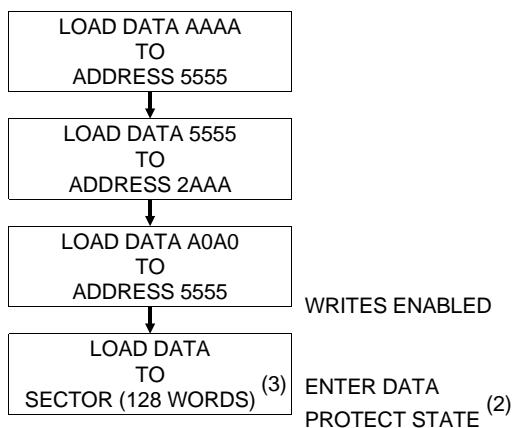 LOAD DATA AAAA
TO
ADDRESS 5555
LOAD DATA 5555
TO
ADDRESS 2AAA
LOAD DATA A0A0
TO
ADDRESS 5555
WRITES ENABLED
LOAD DATA
TO
SECTOR (128 WORDS) (3)
ENTER DATA
PROTECT STATE (2)